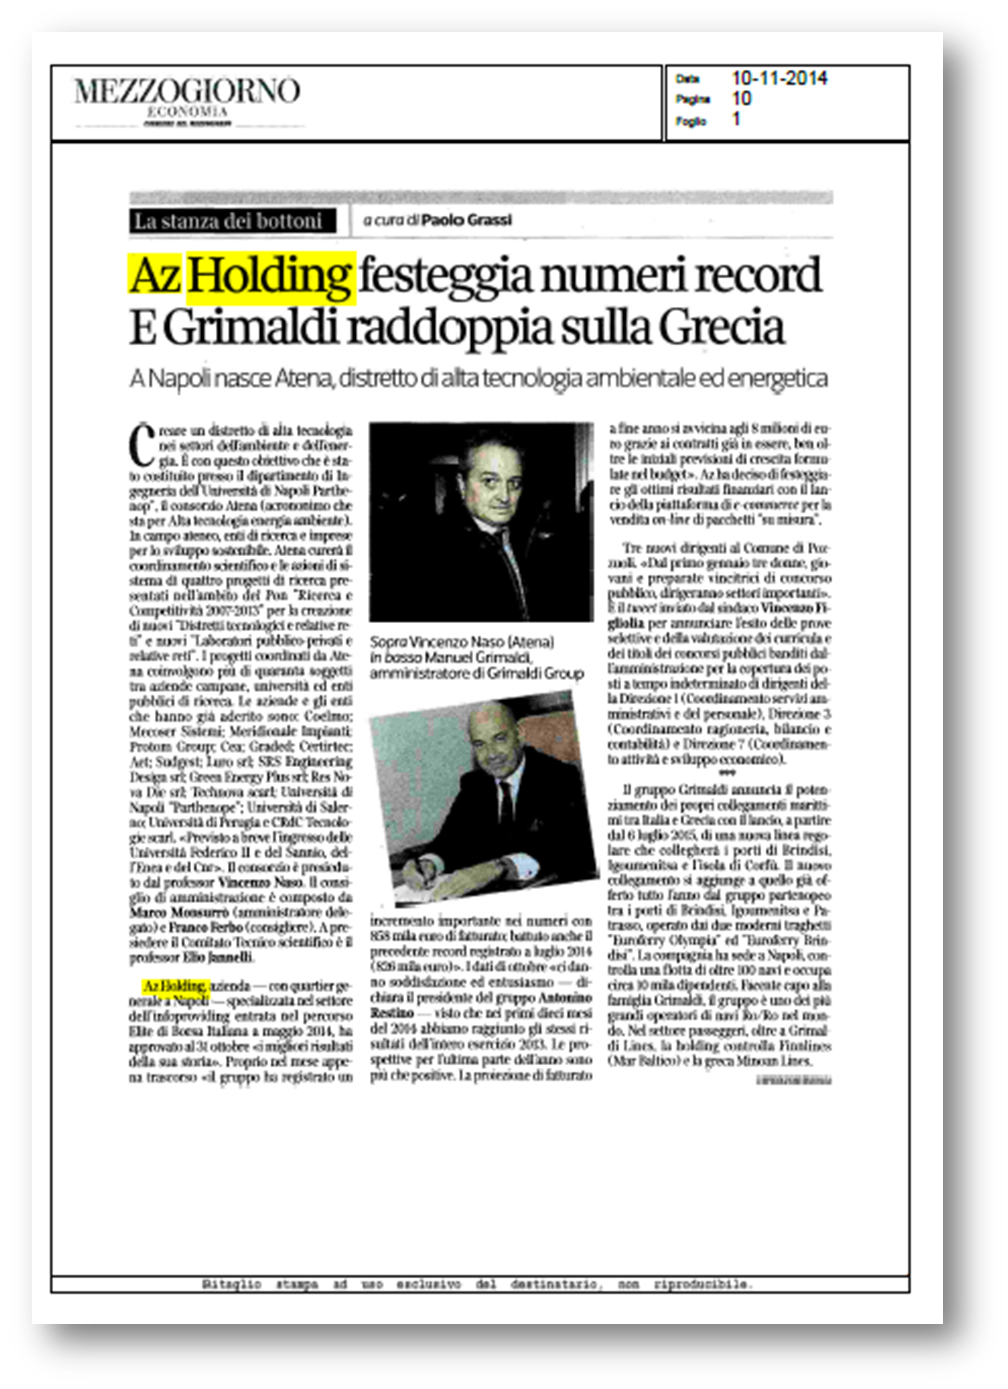 MEZZOGIORNO
ECONOMIA
CORRIERE DEL MEZZOGIORNO
Data 10-11-2014
Pagina 10
Foglio 1
La stanza dei bottoni
a cura di Paolo Grassi
Az Holding festeggia numeri record
E Grimaldi raddoppia sulla Grecia
A Napoli nasce Atena, distretto di alta tecnologia ambientale ed energetica
Creare un distretto di alta tecnologia
nei settori dell'ambiente e dell'ener-
gia. È con questo obiettivo che è sta-
to costituito presso il dipartimento di In-
gegneria dell'Università di Napoli Parthe-
nop", il consorzio Atena (acrononimo che
sta per Alta tecnologia energia ambiente).
In campo ateneo, enti di ricerca e imprese
per lo sviluppo sostenibile. Atena curerà il
coordinamento scientifico e le azioni di si-
stema di quattro progetti di ricerca pre-
sentati nell'ambito del Pon "Ricerca e
Competitività 2007-2013" per la creazione
di nuovi "Distretti tecnologici e relative re-
ti" e nuovi "Laboratori pubblico-privati e
relative reti". I progetti coordinati da Ate-
na coinvolgono più di quaranta soggetti
tra aziende campane, università ed enti
pubblici di ricerca. Le aziende e gli enti
che hanno già aderito sono: Coelmo;
Mecoser Sistemi; Meridionale Impianti;
Protom Group; Cea; Graded; Certirtec;
Aet; Sudgest; Luro srl; SRS Engineering
Design srl; Green Energy Plus srl; Res No-
va Die srl; Technova scarl; Università di
Napoli "Parthenope"; Università di Saler-
no; Università di Perugia e CRdC Tecnolo-
gie scarl. «Previsto a breve l'ingresso delle
Università Federico II e del Sannio, del-
l'Enea e del Cnr». Il consorzio è presiedu-
to dal professor Vincenzo Naso. Il consi-
glio di amministrazione è composto da
Marco Monsurrò (amministratore dele-
gato) e Franco Ferbo (consigliere). A pre-
siedere il Comitato Tecnico scientifico è il
professor Elio Jannelli.
Az Holding, azienda — con quartier ge-
nerale a Napoli — specializzata nel settore
dell'infoproviding entrata nel percorso
Elite di Borsa Italiana a maggio 2014, ha
approvato al 31 ottobre «i migliori risultati
della sua storia». Proprio nel mese appe-
na trascorso «il gruppo ha registrato un
Sopra Vincenzo Naso (Atena)
in basso Manuel Grimaldi,
amministratore di Grimaldi Group
incremento importante nei numeri con
858 mila euro di fatturato; battuto anche il
precedente record registrato a luglio 2014
(826 mila euro)». I dati di ottobre «ci dan-
no soddisfazione ed entusiasmo — di-
chiara il presidente del gruppo Antonino
Restino — visto che nei primi dieci mesi
del 2014 abbiamo raggiunto gli stessi ri-
sultati dell'intero esercizio 2013. Le pro-
spettive per l'ultima parte dell'anno sono
più che positive. La proiezione di fatturato
a fine anno si avvicina agli 8 milioni di eu-
ro grazie ai contratti già in essere, ben ol-
tre le iniziali previsioni di crescita formu-
late nel budget». Az ha deciso di festeggia-
re gli ottimi risultati finanziari con il lan-
cio della piattaforma di e-commerce per la
vendita on-line di pacchetti "su misura".
Tre nuovi dirigenti al Comune di Poz-
zuoli. «Dal primo gennaio tre donne, gio-
vani e preparate vincitrici di concorso
pubblico, dirigeranno settori importanti».
È il tweet inviato dal sindaco Vincenzo Fi-
gliolia per annunciare l'esito delle prove
selettive e della valutazione dei curricula e
dei titoli dei concorsi pubblici banditi dal-
l'amministrazione per la copertura dei po-
sti a tempo indeterminato di dirigenti del-
la Direzione 1 (Coordinamento servizi am-
ministrativi e del personale), Direzione 3
(Coordinamento ragioneria, bilancio e
contabilità) e Direzione 7 (Coordinamen-
to attività e sviluppo economico).
***
Il gruppo Grimaldi annuncia il poten-
ziamento dei propri collegamenti maritti-
mi tra Italia e Grecia con il lancio, a partire
dal 6 luglio 2015, di una nuova linea rego-
lare che collegherà i porti di Brindisi,
Igoumenitsa e l'isola di Corfù. Il nuovo
collegamento si aggiunge a quello già of-
ferto tutto l'anno dal gruppo partenopeo
tra i porti di Brindisi, Igoumenitsa e Pa-
trasso, operato dai due moderni traghetti
"Euroferry Olympia" ed "Euroferry Brin-
disi". La compagnia ha sede a Napoli, con-
trolla una flotta di oltre 100 navi e occupa
circa 10 mila dipendenti. Facente capo alla
famiglia Grimaldi, il gruppo è uno dei più
grandi operatori di navi Ro/Ro nel mon-
do. Nel settore passeggeri, oltre a Grimal-
di Lines, la holding controlla Finnlines
(Mar Baltico) e la greca Minoan Lines.
Ritaglio stampa ad uso esclusivo del destinatario, non riproducibile.